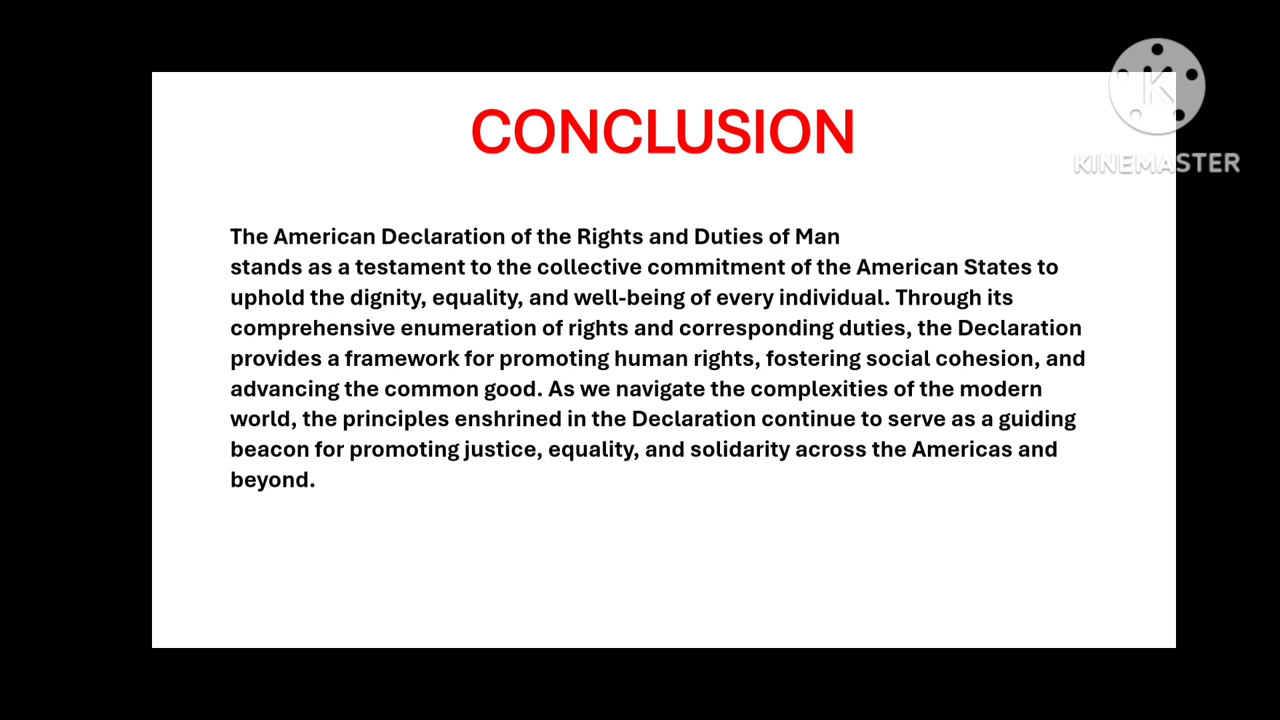 K
KINEMASTER
CONCLUSION
The American Declaration of the Rights and Duties of Man
stands as a testament to the collective commitment of the American States to
uphold the dignity, equality, and well-being of every individual. Through its
comprehensive enumeration of rights and corresponding duties, the Declaration
provides a framework for promoting human rights, fostering social cohesion, and
advancing the common good. As we navigate the complexities of the modern
world, the principles enshrined in the Declaration continue to serve as a guiding
beacon for promoting justice, equality, and solidarity across the Americas and
beyond.